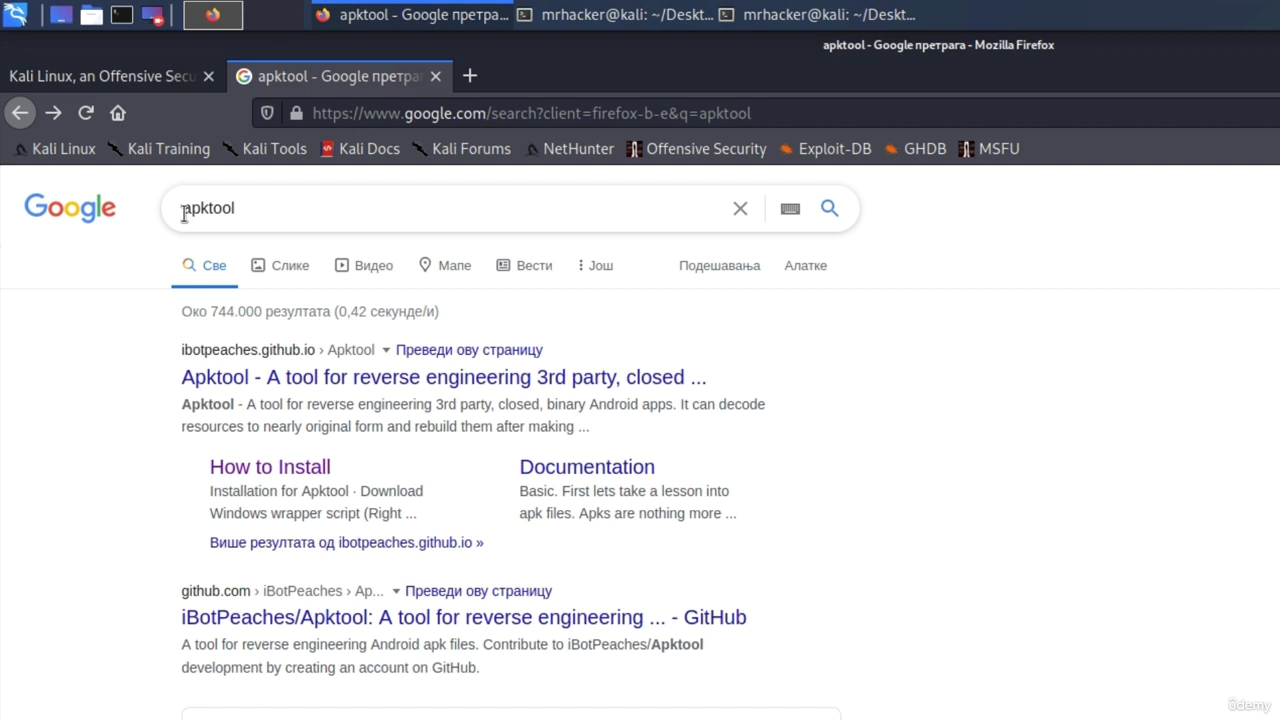 apktool - Google претра...
mrhacker@kali: ~/Deskt...
mrhacker@kali: ~/Deskt...
apktool - Google претрага - Mozilla Firefox
Kali Linux, an Offensive Secu
apktool - Google претра
https://www.google.com/search?client=firefox-b-e&q=apktool
Kali Linux
Kali Training
Kali Tools
Kali Docs
Kali Forums
NetHunter
Offensive Security
Exploit-DB
GHDB
MSFU
Google
apktool
Све
Слике
Видео
Мапе
Вести
Још
Подешавања
Алатке
Око 744.000 резултата (0,42 секунде/и)
ibotpeaches.github.io › Apktool Преведи ову страницу
Apktool - A tool for reverse engineering 3rd party, closed ...
Apktool - A tool for reverse engineering 3rd party, closed, binary Android apps. It can decode
resources to nearly original form and rebuild them after making ...
How to Install
Installation for Apktool · Download
Windows wrapper script (Right ...
Documentation
Basic. First lets take a lesson into
apk files. Apks are nothing more ...
Више резултата од ibotpeaches.github.io »
github.com › iBotPeaches › Ap... Преведи ову страницу
iBotPeaches/Apktool: A tool for reverse engineering ... - GitHub
A tool for reverse engineering Android apk files. Contribute to iBotPeaches/Apktool
development by creating an account on GitHub.
ûdemy